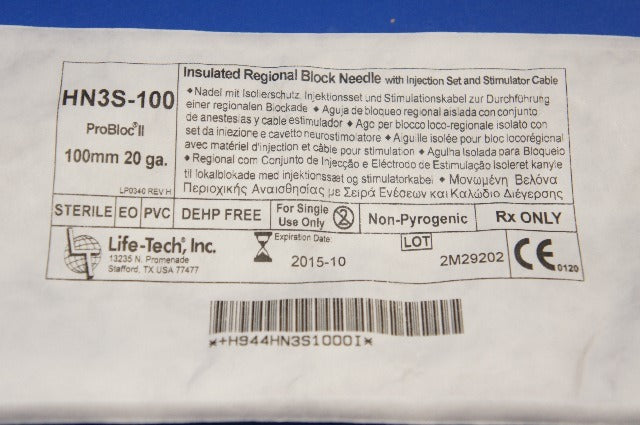 HN3S-100
ProBloc® II
100mm 20 ga.
LP0340 REV H
Insulated Regional Block Needle with Injection Set and Stimulator Cable
♦ Nadel mit Isolierschutz, Injektionsset und Stimulationskabel zur Durchführung
einer regionalen Blockade ♦ Aguja de bloqueo regional aislada con conjunto
de anestesias y cable estimulador ♦ Ago per blocco loco-regionale isolato con
set da iniezione e cavetto neurostimolatore ♦ Aiguille isolée pour bloc locorégional
avec matériel d'injection et câble pour stimulation ♦ Agulha Isolada para Bloqueio
♦ Regional com Conjunto de Injecção e Eléctrodo de Estimulação Isoleret kanyle
til lokalblokade med injektionssæt og stimulatorkabel ♦ Μονωμένη Βελόνα
Περιοχικής Αναισθησίας με Σειρά Ενέσεων και Καλώδιο Διέγερσης
STERILE EO PVC DEHP FREE For Single Use Only 2 Non-Pyrogenic Rx ONLY
Life-Tech, Inc.
13235 N. Promenade
Stafford, TX USA 77477
Expiration Date:
2015-10
LOT
2M29202
CE 0120
*+H944HN3S1000I*